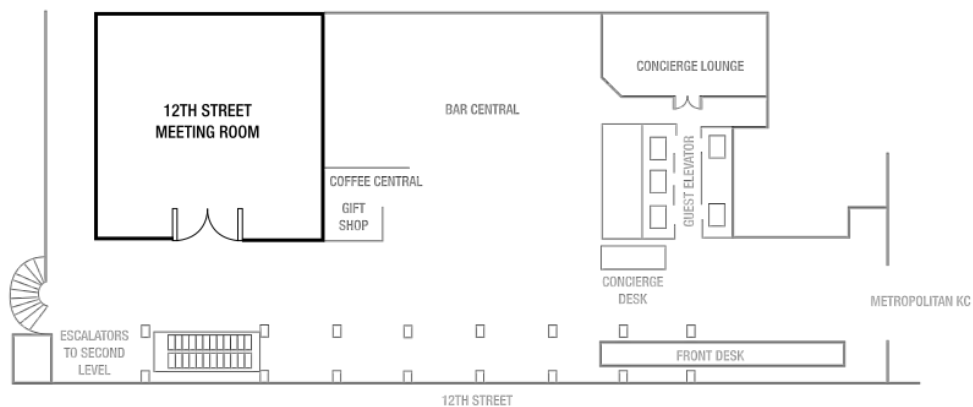 CONCIERGE LOUNGE
12TH STREET
MEETING ROOM
BAR CENTRAL
COFFEE CENTRAL
GIFT
SHOP
GUEST ELEVATOR
CONCIERGE
DESK
METROPOLITAN KC
ESCALATORS
TO SECOND
LEVEL
FRONT DESK
12TH STREET